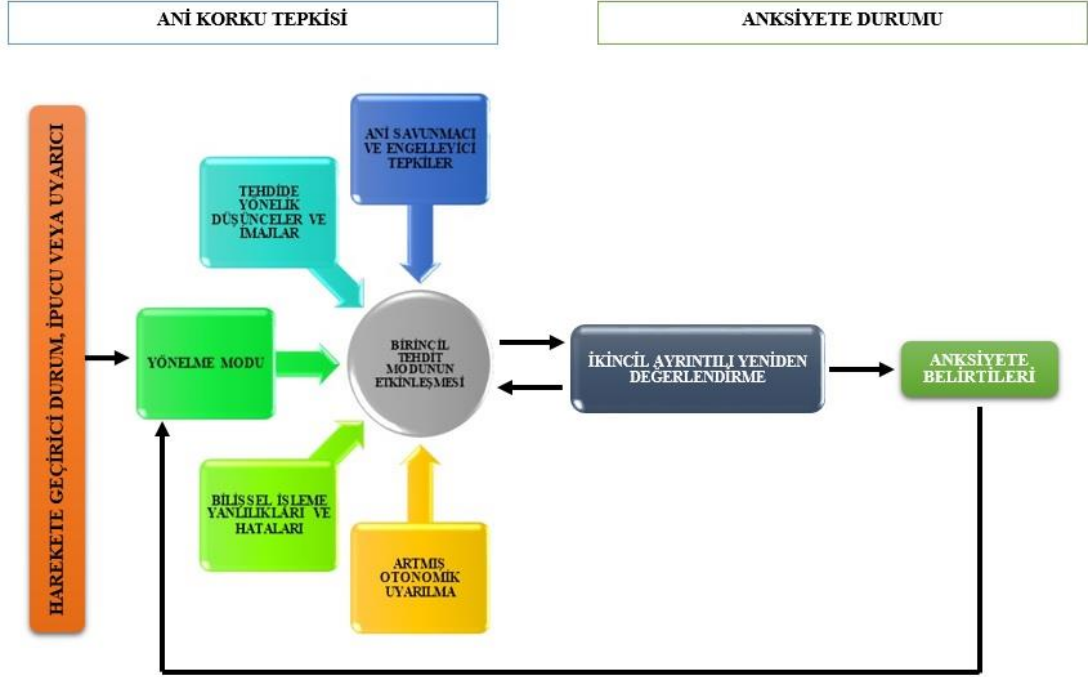 ANİ KORKU TEPKİSİ
ANKSİYETE DURUMU
HAREKETE GEÇİRİCİ DURUM, İPUCU VEYA UYARICI
ANİ SAVUNMACI
VE ENGELLEYİCİ
TEPKİLER
TEHDİDE
YÖNELİK
DÜŞÜNCELER VE
İMAJLAR
YÖNELME MODU
BİRİNCİL
TEHDİT
MODUNUN
ETKİNLEŞMESİ
İKİNCİL AYRINTILI YENİDEN
DEĞERLENDİRME
ANKSİYETE
BELİRTİLERİ
BİLİŞSEL İŞLEME
YANLILIKLARI VE
HATALARI
ARTMIŞ
OTONOMİK
UYARILMA